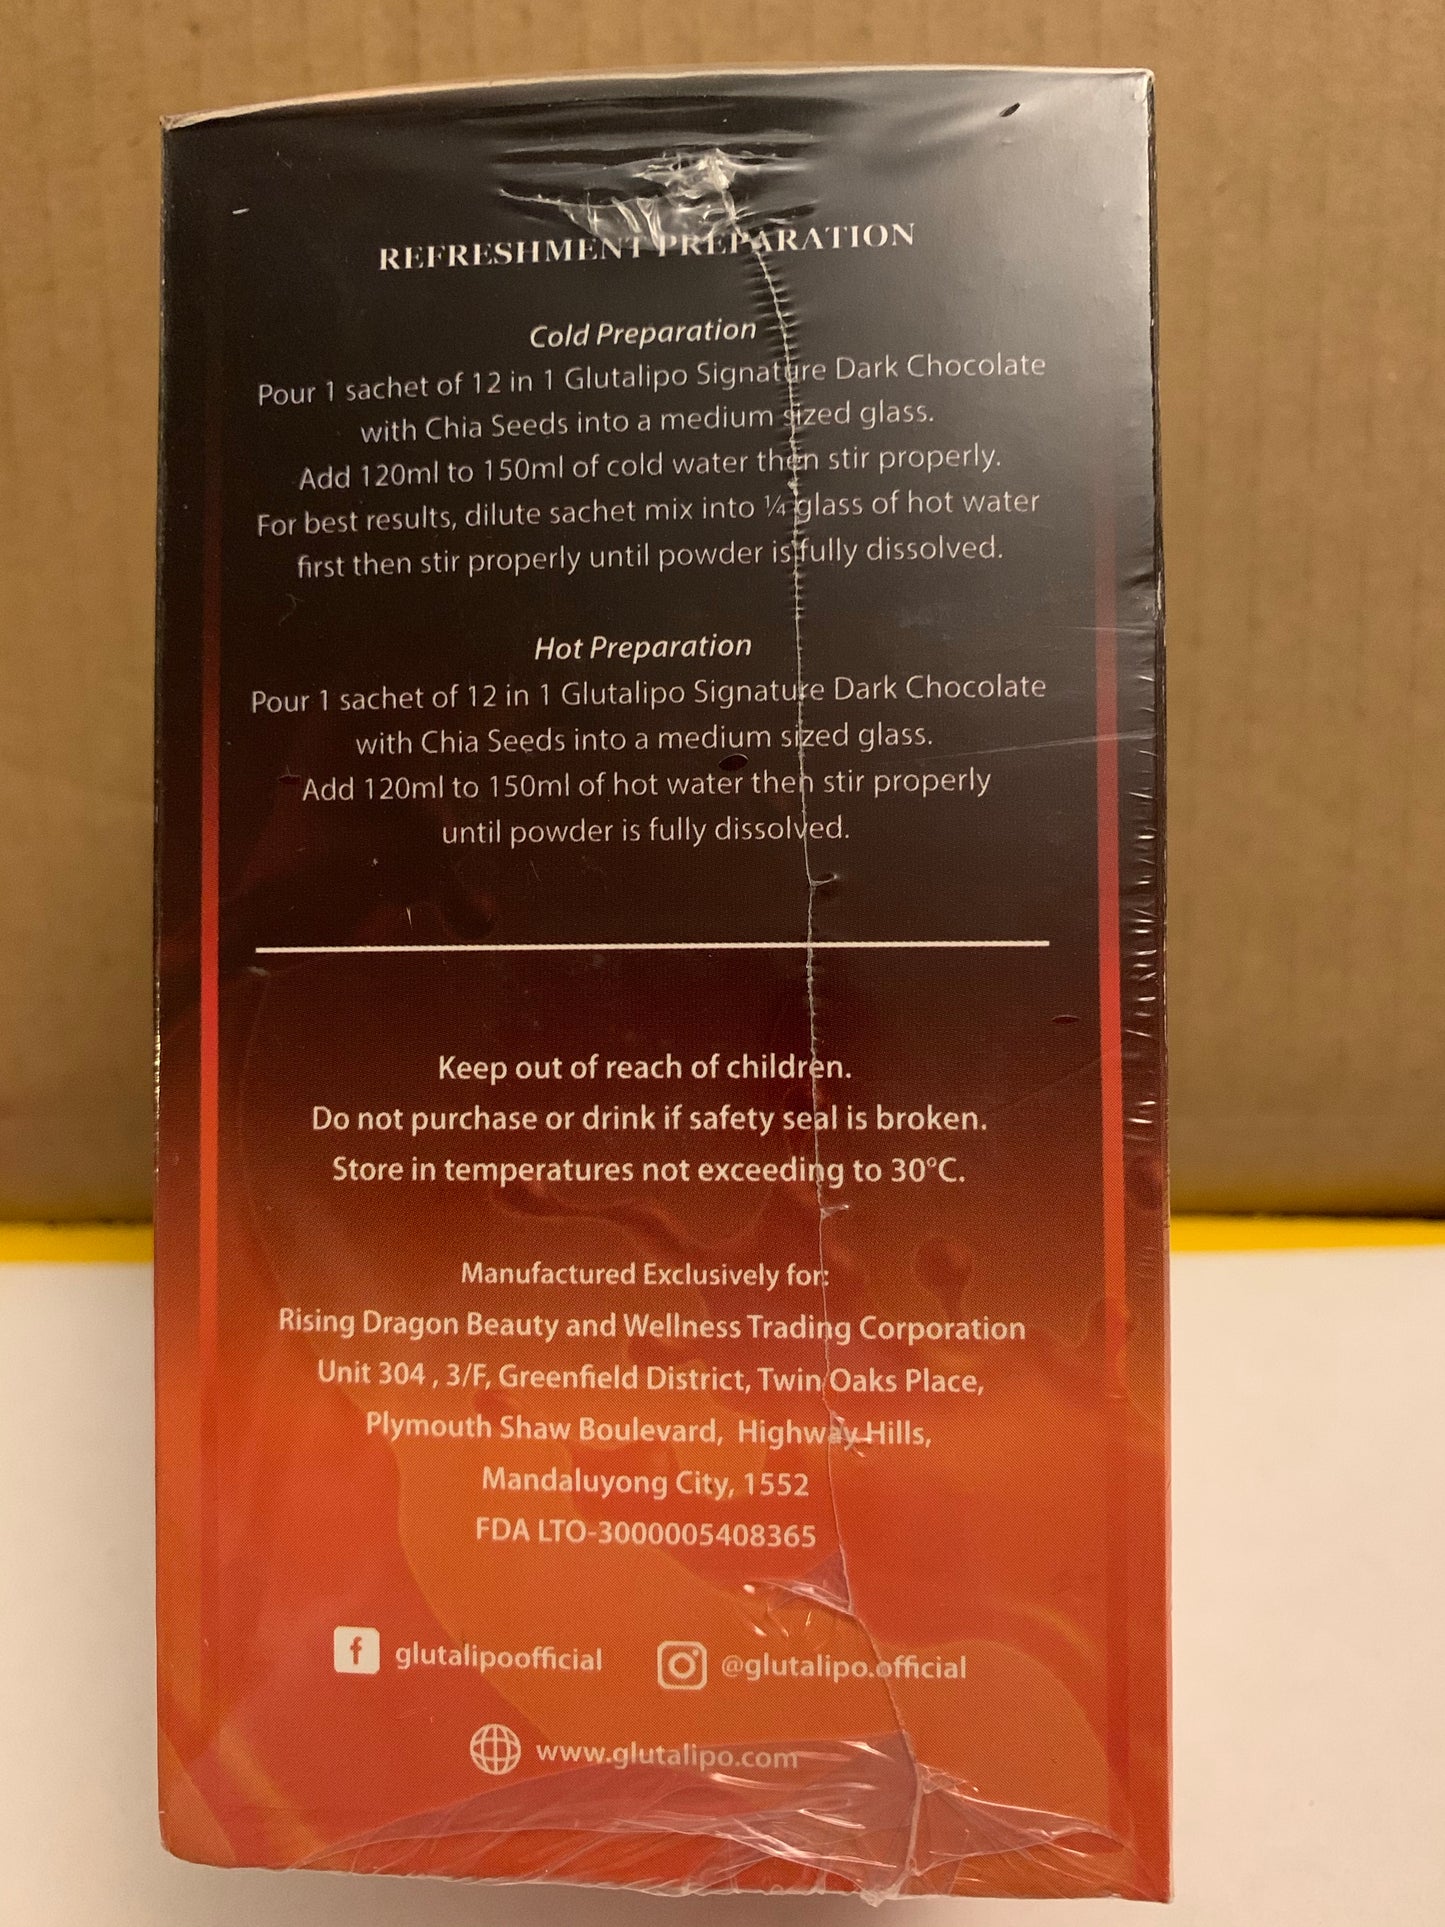 REFRESHMENT PREPARATION
Cold Preparation
Pour 1 sachet of 12 in 1 Glutalipo Signature Dark Chocolate
with Chia Seeds into a medium sized glass.
Add 120ml to 150ml of cold water then stir properly.
For best results, dilute sachet mix into ¼ glass of hot water
first then stir properly until powder is fully dissolved.
Hot Preparation
Pour 1 sachet of 12 in 1 Glutalipo Signature Dark Chocolate
with Chia Seeds into a medium sized glass.
Add 120ml to 150ml of hot water then stir properly
until powder is fully dissolved.
Keep out of reach of children.
Do not purchase or drink if safety seal is broken.
Store in temperatures not exceeding to 30°C.
Manufactured Exclusively for:
Rising Dragon Beauty and Wellness Trading Corporation
Unit 304 , 3/F, Greenfield District, Twin Oaks Place,
Plymouth Shaw Boulevard, Highway Hills,
Mandaluyong City, 1552
FDA LTO-3000005408365
glutalipoofficial @glutalipo.official
www.glutalipo.com